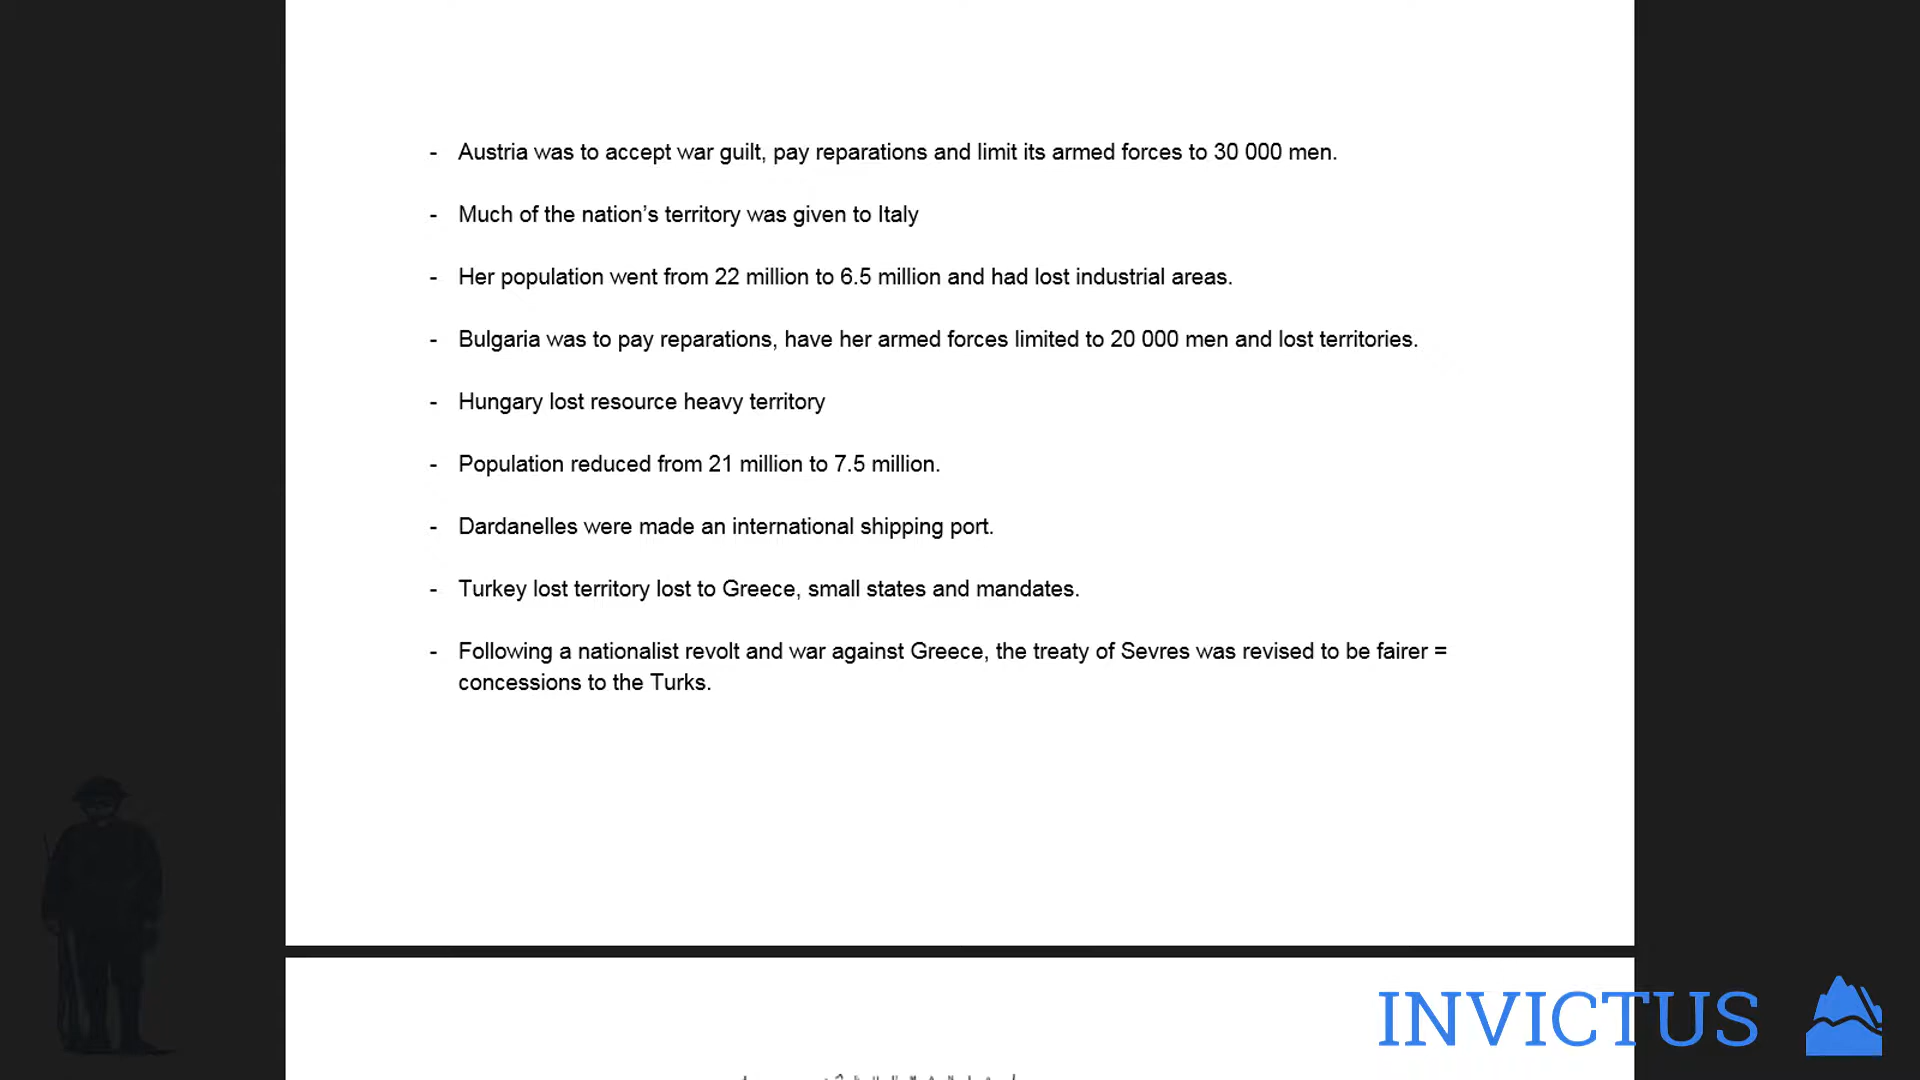 - Austria was to accept war guilt, pay reparations and limit its armed forces to 30 000 men.
- Much of the nation’s territory was given to Italy
- Her population went from 22 million to 6.5 million and had lost industrial areas.
- Bulgaria was to pay reparations, have her armed forces limited to 20 000 men and lost territories.
- Hungary lost resource heavy territory
- Population reduced from 21 million to 7.5 million.
- Dardanelles were made an international shipping port.
- Turkey lost territory lost to Greece, small states and mandates.
- Following a nationalist revolt and war against Greece, the treaty of Sevres was revised to be fairer =
concessions to the Turks.
INVICTUS